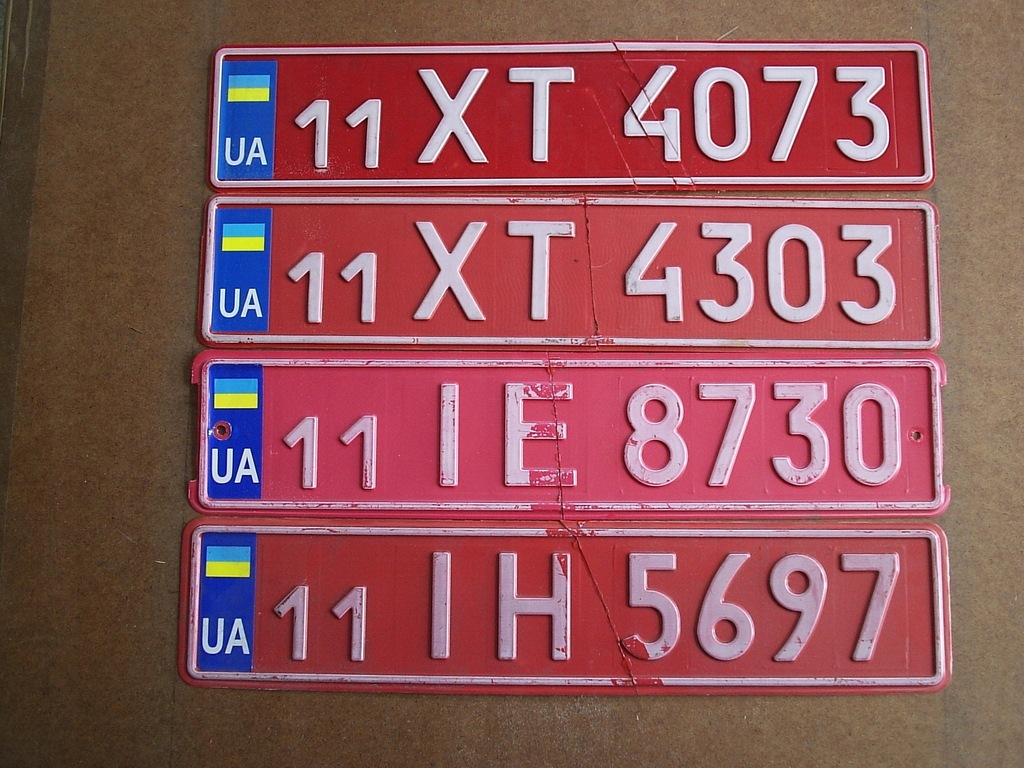 UA 11 XT 4073
UA 11 XT 4303
UA 11 IE 8730
UA 11 IH 5697